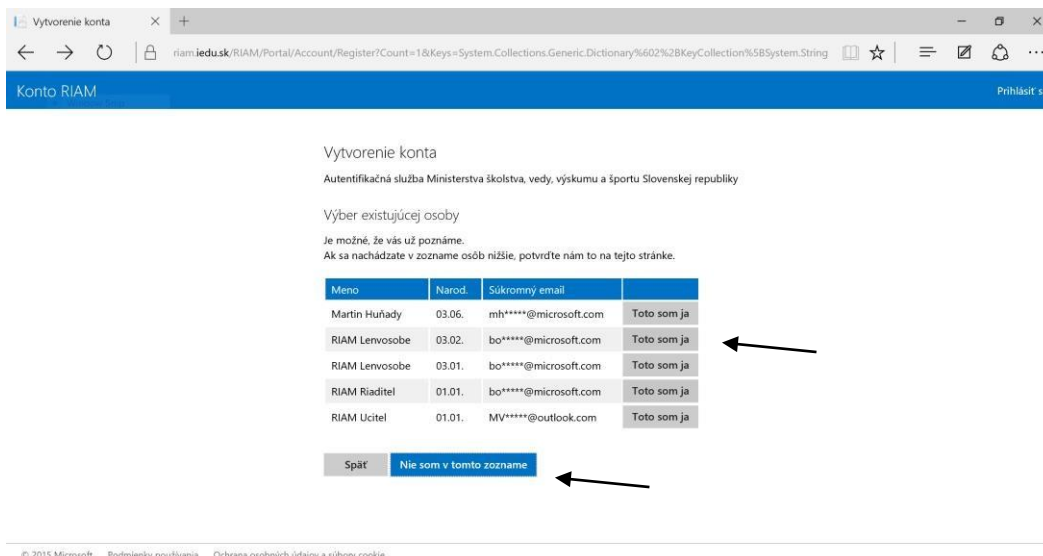 Vytvorenie konta
riam.iedu.sk/RIAM/Portal/Account/Register?Count=1&Keys=System.Collections.Generic.Dictionary%602%2BKeyCollection%5BSystem.String
Konto RIAM Prihlásiť s
Vytvorenie konta
Autentifikačná služba Ministerstva školstva, vedy, výskumu a športu Slovenskej republiky
Výber existujúcej osoby
Je možné, že vás už poznáme.
Ak sa nachádzate v zozname osôb nižšie, potvrďte nám to na tejto stránke.
Meno Narod. Súkromný email
Martin Huňady 03.06. mh*****@microsoft.com Toto som ja
RIAM Lenvosobe 03.02. bo*****@microsoft.com Toto som ja
RIAM Lenvosobe 03.01. bo*****@microsoft.com Toto som ja
RIAM Riaditel 01.01. bo*****@microsoft.com Toto som ja
RIAM Ucitel 01.01. MV*****@outlook.com Toto som ja
Späť Nie som v tomto zozname
© 2015 Microsoft Podmienky používania Ochrana osobných údajov a súbory cookie